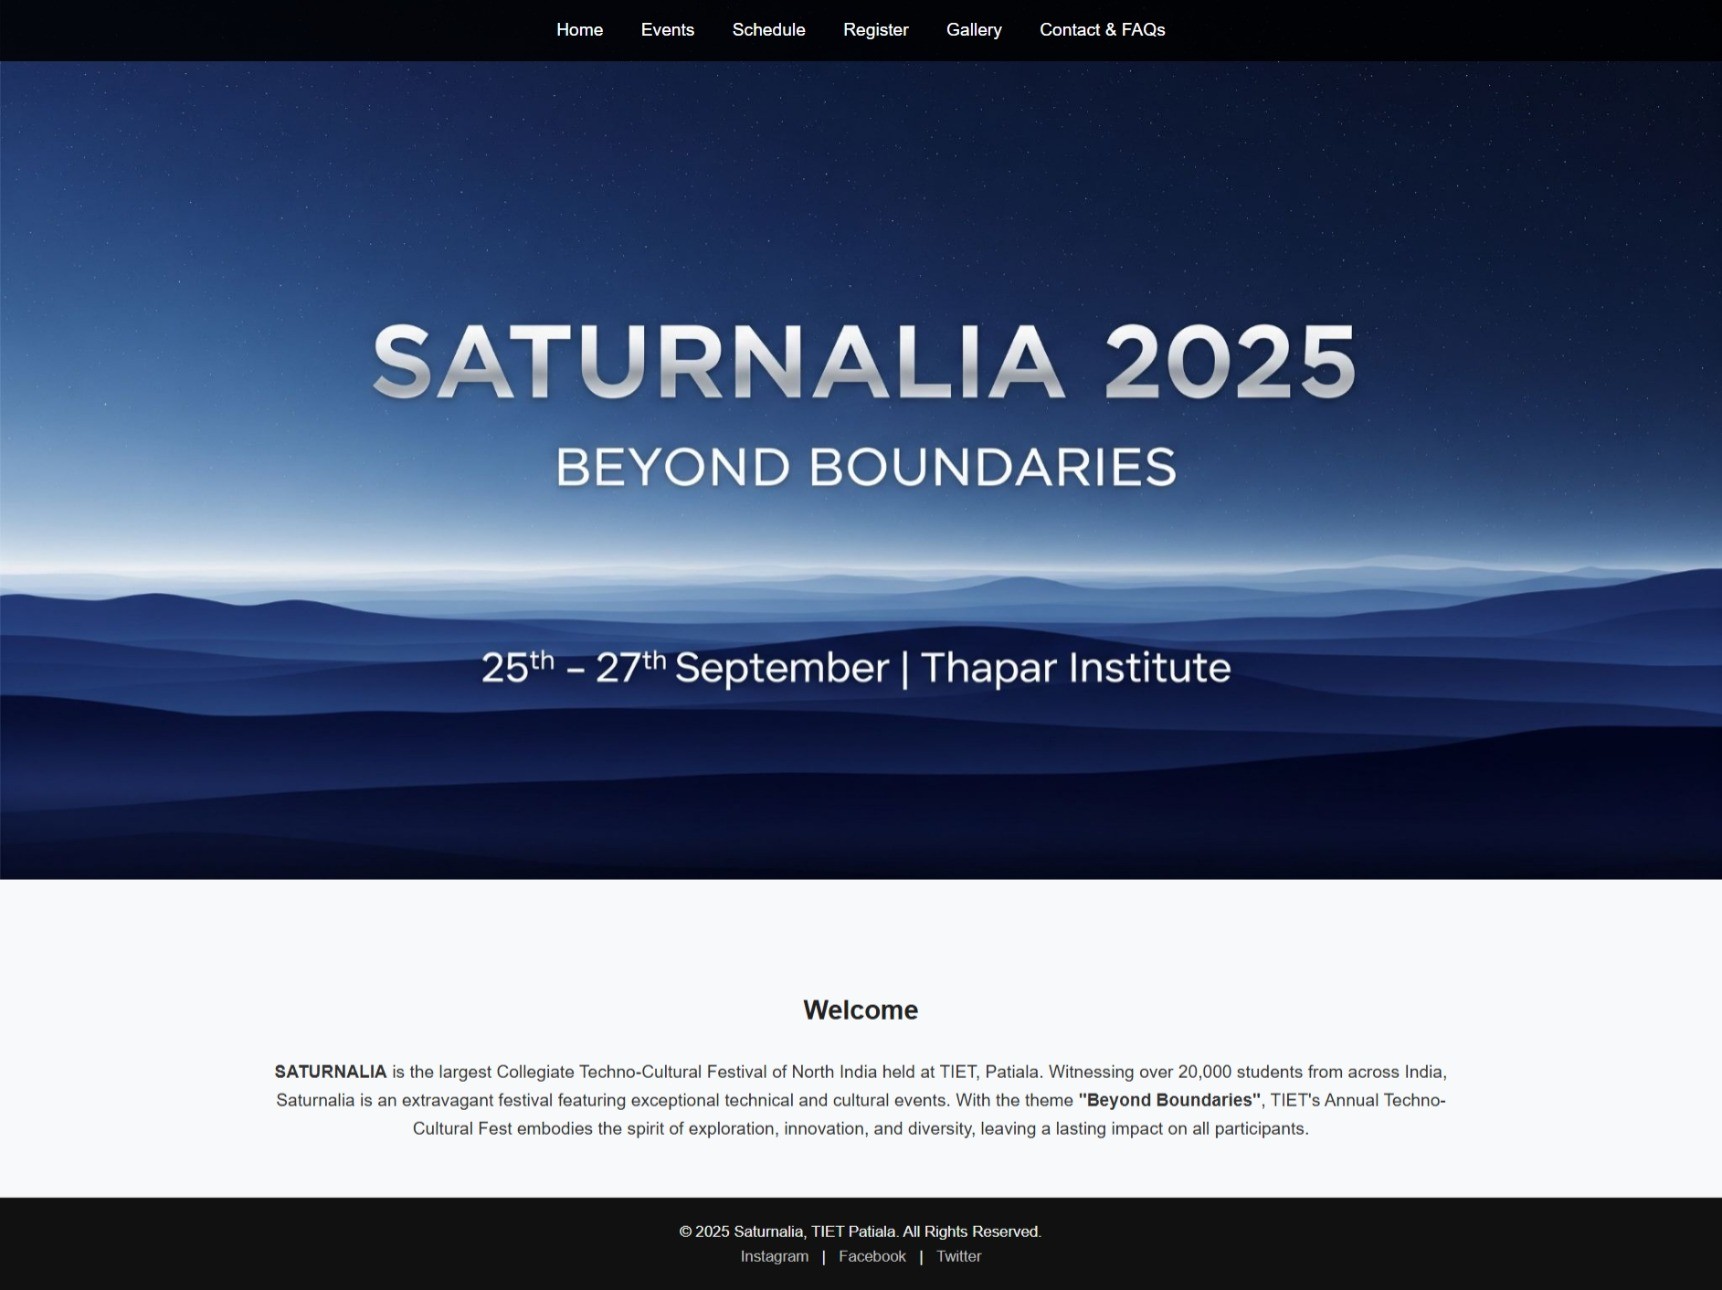 Home Events Schedule Register Gallery Contact & FAQs
SATURNALIA 2025
BEYOND BOUNDARIES
25th – 27th September | Thapar Institute
Welcome
SATURNALIA is the largest Collegiate Techno-Cultural Festival of North India held at TIET, Patiala. Witnessing over 20,000 students from across India,
Saturnalia is an extravagant festival featuring exceptional technical and cultural events. With the theme "Beyond Boundaries", TIET's Annual Techno-
Cultural Fest embodies the spirit of exploration, innovation, and diversity, leaving a lasting impact on all participants.
© 2025 Saturnalia, TIET Patiala. All Rights Reserved.
Instagram | Facebook | Twitter